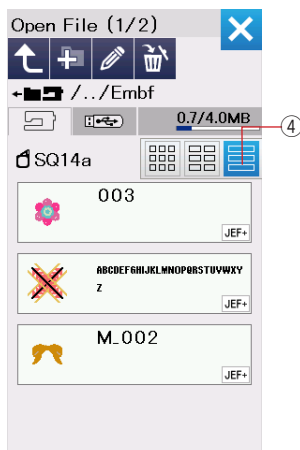 Open File (1/2)
/../Embf
0.7/4.0MB
④
SQ14a
003
JEF+
ABCDEFGHIJKLMNOPQRSTUVWXY
Z
JEF+
M_002
JEF+